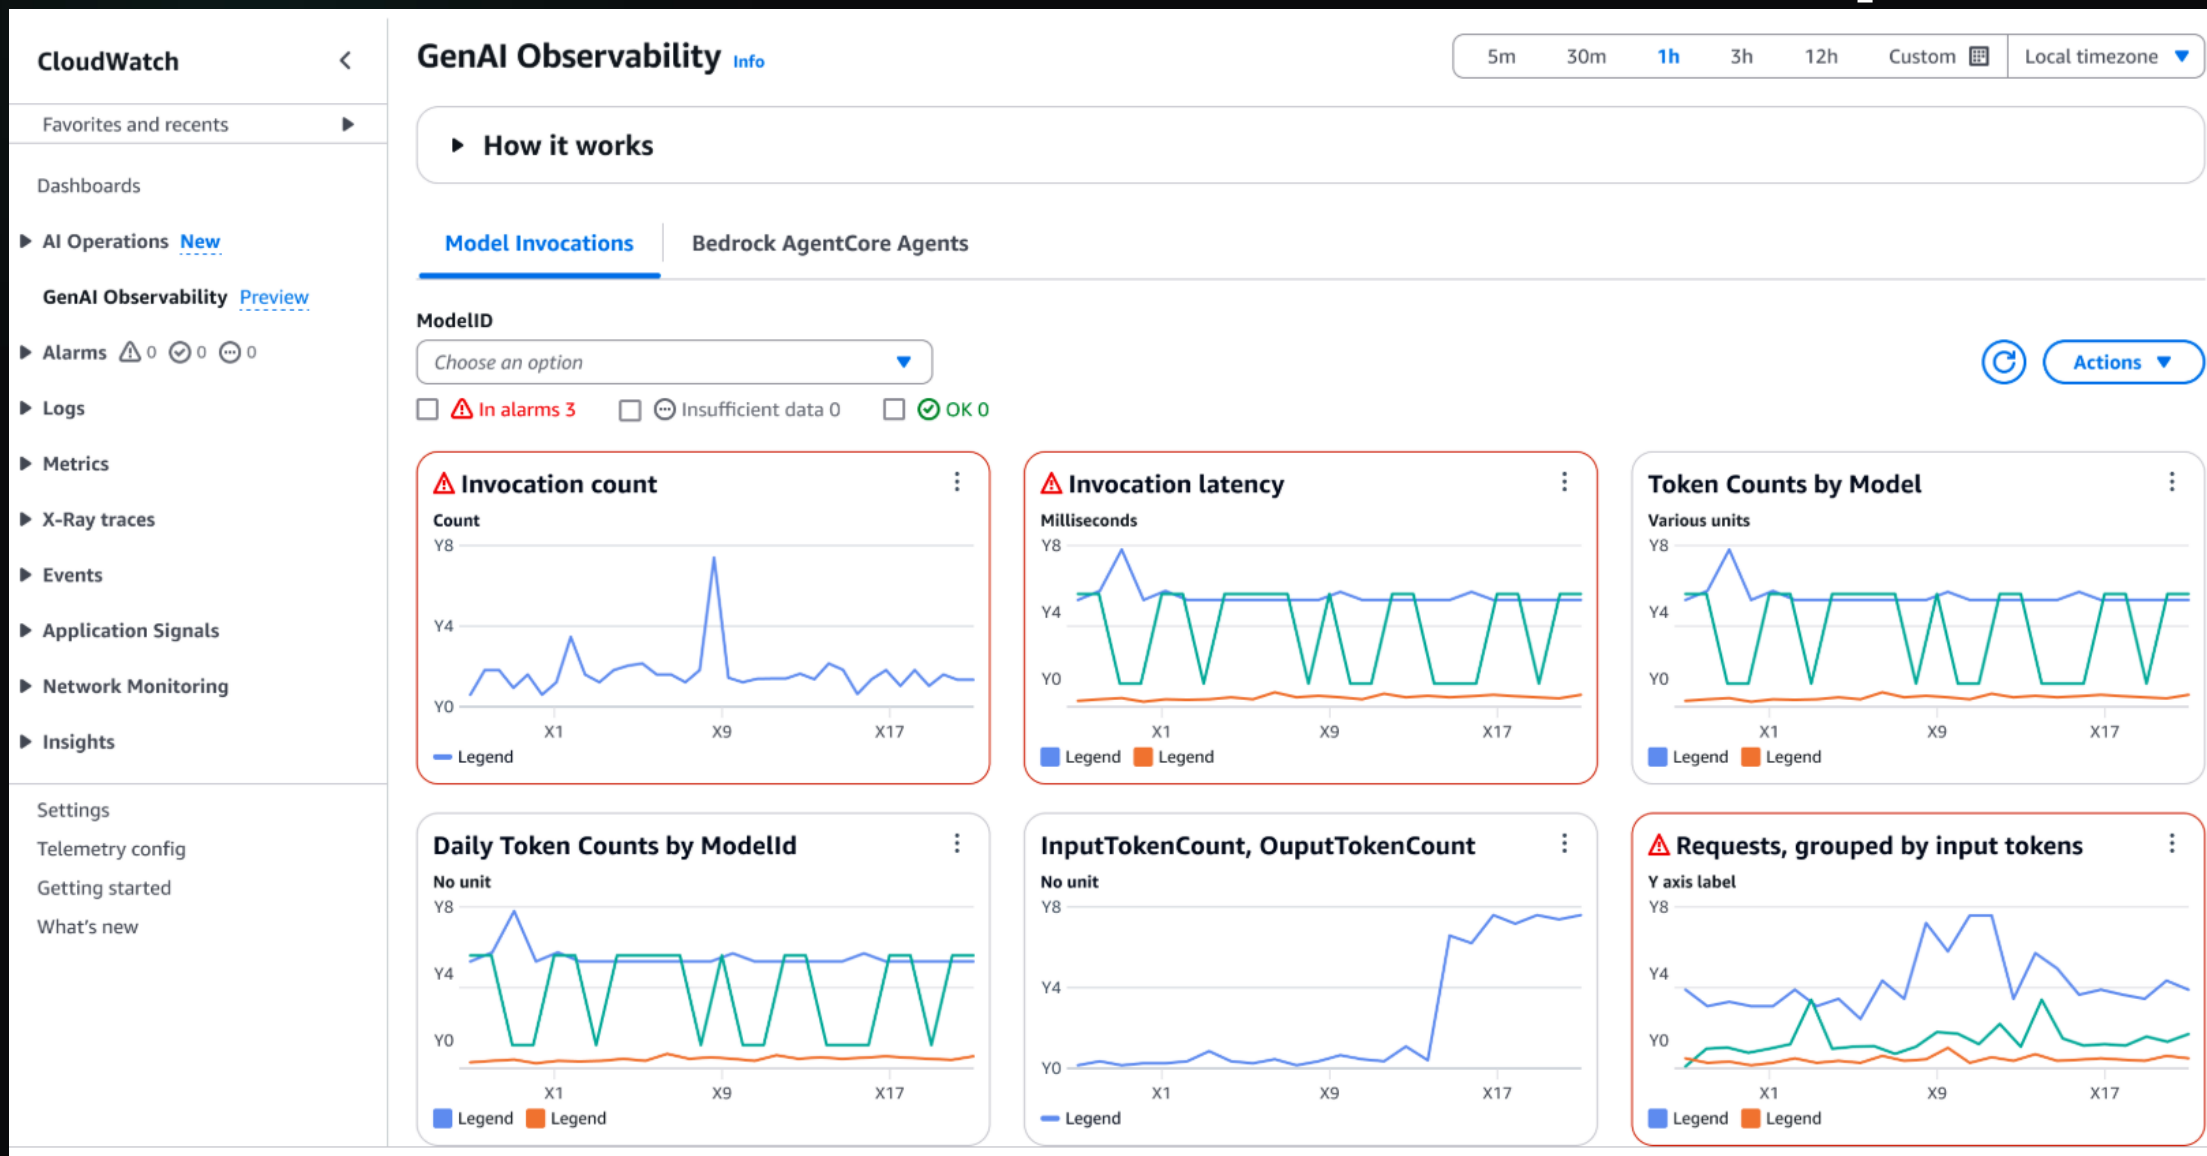 CloudWatch
Favorites and recents
Dashboards
AI Operations New
GenAI Observability Preview
Alarms 0 0 0
Logs
Metrics
X-Ray traces
Events
Application Signals
Network Monitoring
Insights
Settings
Telemetry config
Getting started
What's new
GenAI Observability Info
5m 30m 1h 3h 12h Custom Local timezone
How it works
Model Invocations Bedrock AgentCore Agents
ModelID
Choose an option
Actions
In alarms 3 Insufficient data 0 OK 0
Invocation count
Count
Y8
Y4
Y0
X1 X9 X17
Legend
Invocation latency
Milliseconds
Y8
Y4
Y0
X1 X9 X17
Legend Legend
Token Counts by Model
Various units
Y8
Y4
Y0
X1 X9 X17
Legend Legend
Daily Token Counts by ModelId
No unit
Y8
Y4
Y0
X1 X9 X17
Legend Legend
InputTokenCount, OuputTokenCount
No unit
Y8
Y4
Y0
X1 X9 X17
Legend
Requests, grouped by input tokens
Y axis label
Y8
Y4
Y0
X1 X9 X17
Legend Legend